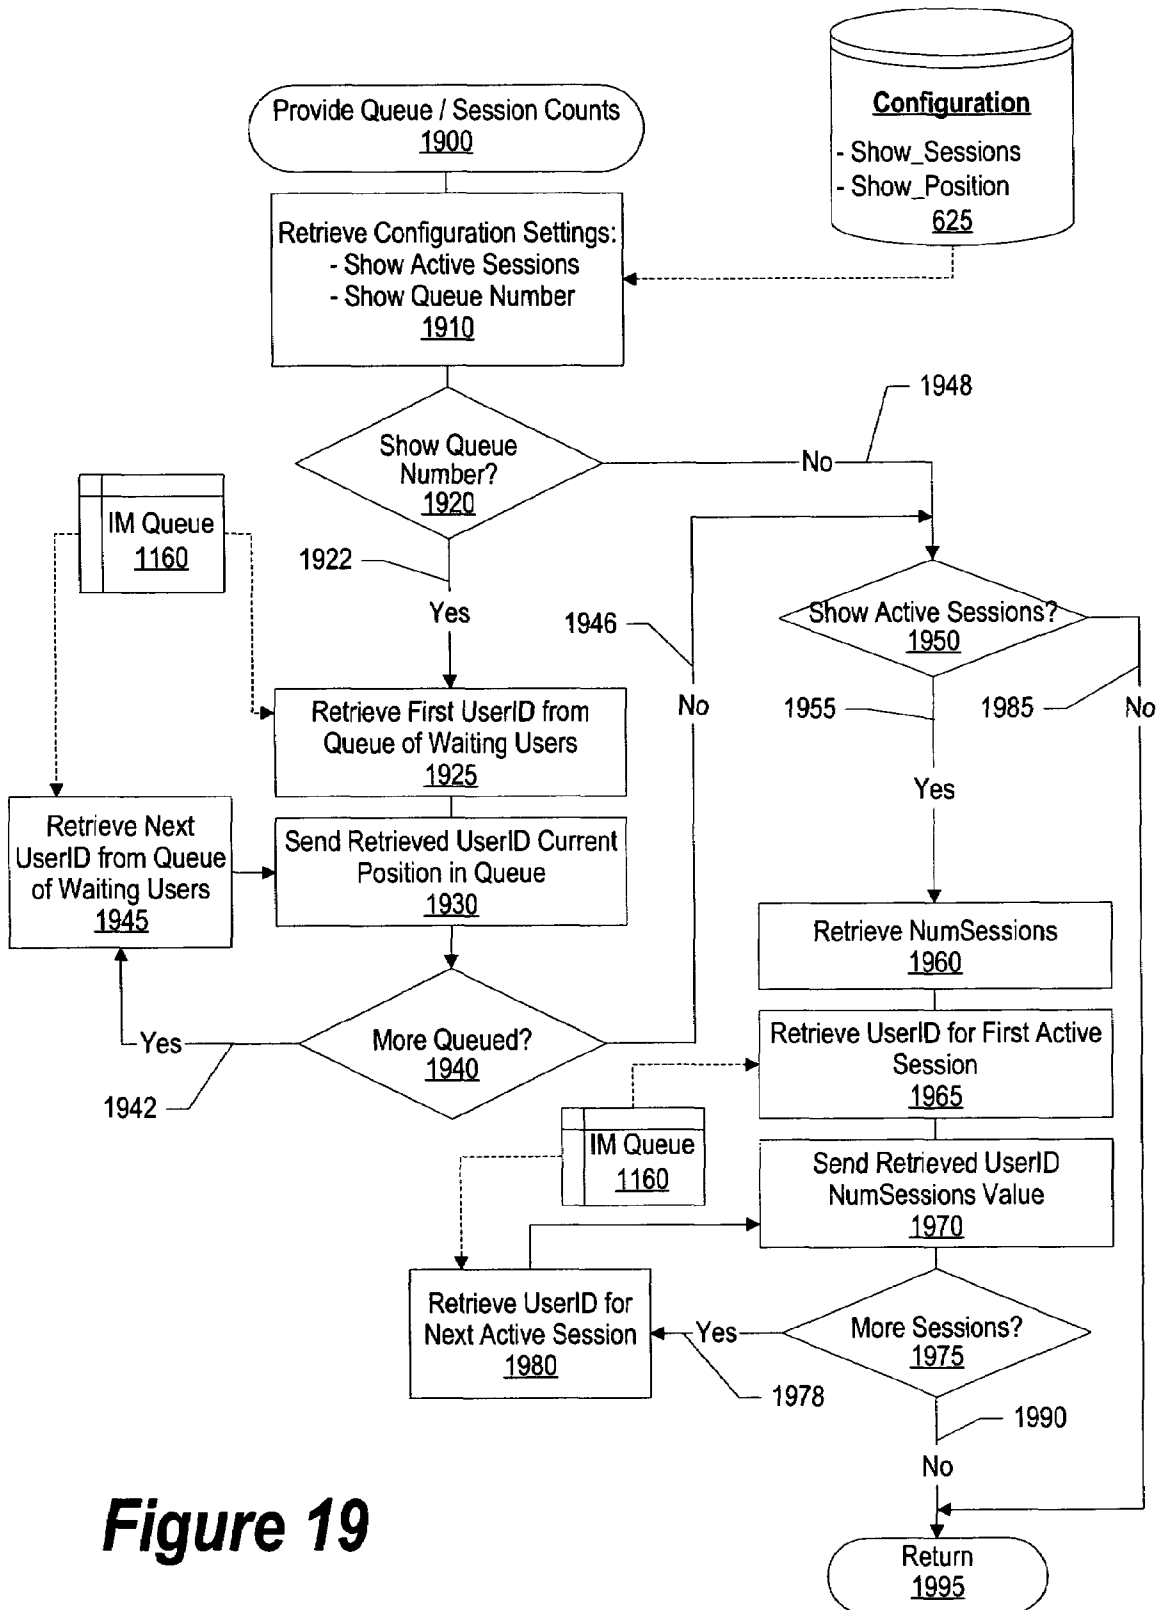 Provide Queue / Session Counts
1900
Configuration
- Show_Sessions
- Show_Position
625
Retrieve Configuration Settings:
- Show Active Sessions
- Show Queue Number
1910
1948
Show Queue
Number?
1920
No
IM Queue
1160
1922
Yes
1946
No
Show Active Sessions?
1950
1955
1985
No
Yes
Retrieve First UserID from
Queue of Waiting Users
1925
Retrieve Next
UserID from Queue
of Waiting Users
1945
Send Retrieved UserID Current
Position in Queue
1930
Retrieve NumSessions
1960
More Queued?
1940
Yes
1942
Retrieve UserID for First Active
Session
1965
IM Queue
1160
Send Retrieved UserID
NumSessions Value
1970
Retrieve UserID for
Next Active Session
1980
Yes
More Sessions?
1975
1978
1990
No
Figure 19
Return
1995